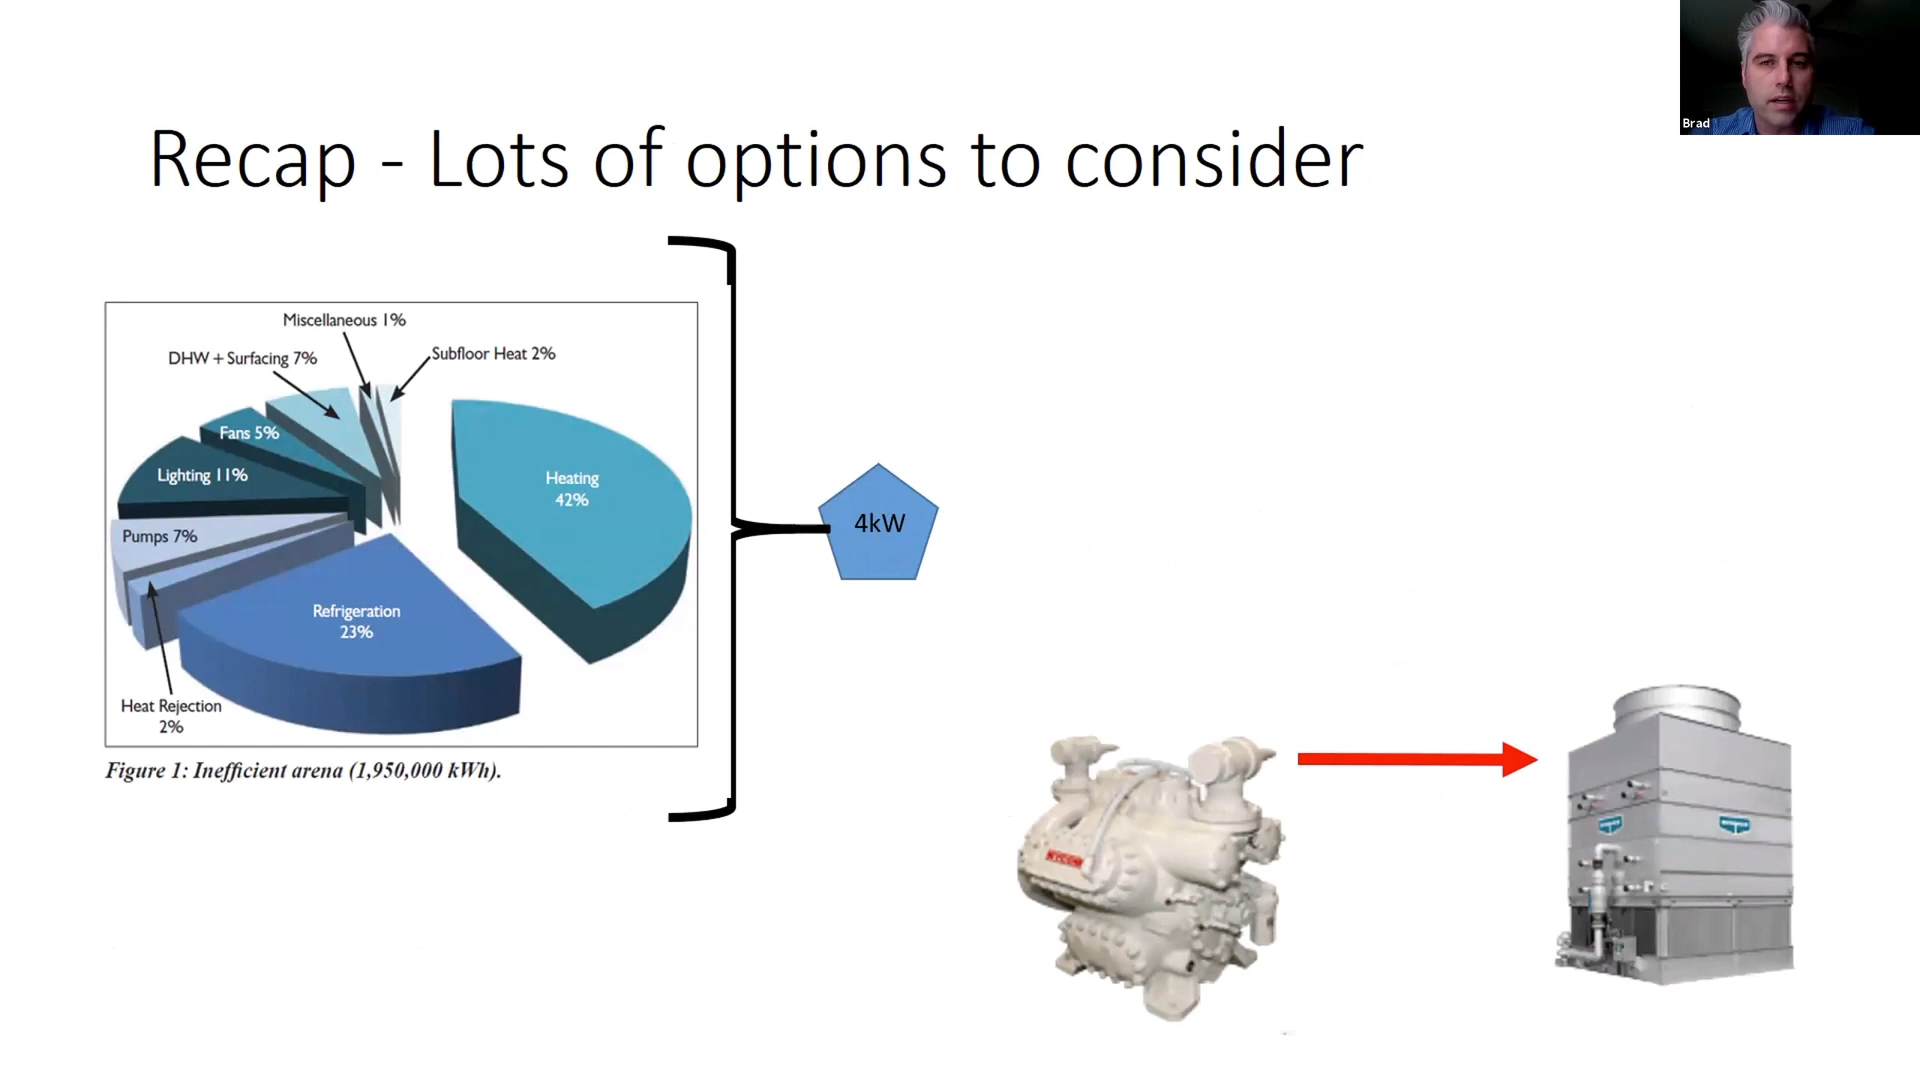 Brad
Recap - Lots of options to consider
Miscellaneous 1%
DHW + Surfacing 7%
Subfloor Heat 2%
Fans 5%
Lighting 11%
Heating
42%
Pumps 7%
4kW
Refrigeration
23%
Heat Rejection
2%
Figure 1: Inefficient arena (1,950,000 kWh).
MYCOM